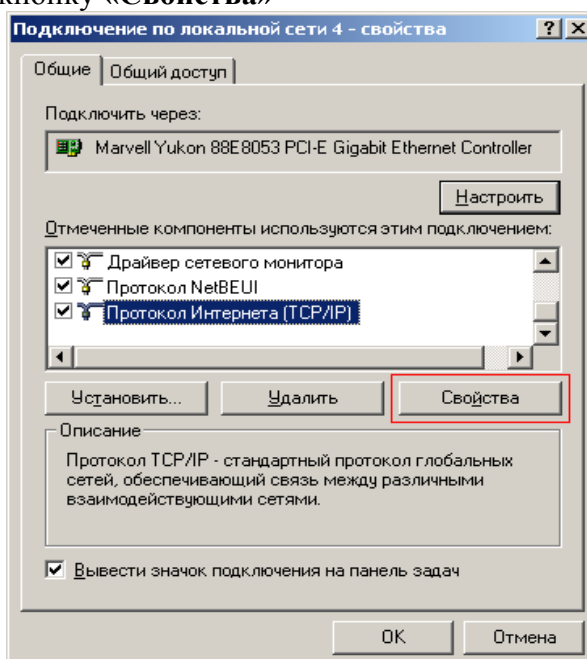 кнопку «Свойства»
Подключение по локальной сети 4 - свойства
Общие
Общий доступ
Подключить через:
Marvell Yukon 88E8053 PCI-E Gigabit Ethernet Controller
Настроить
Отмеченные компоненты используются этим подключением:
Драйвер сетевого монитора
Протокол NetBEUI
Протокол Интернета (TCP/IP)
Установить...
Удалить
Свойства
Описание
Протокол TCP/IP - стандартный протокол глобальных
сетей, обеспечивающий связь между различными
взаимодействующими сетями.
Вывести значок подключения на панель задач
OK
Отмена